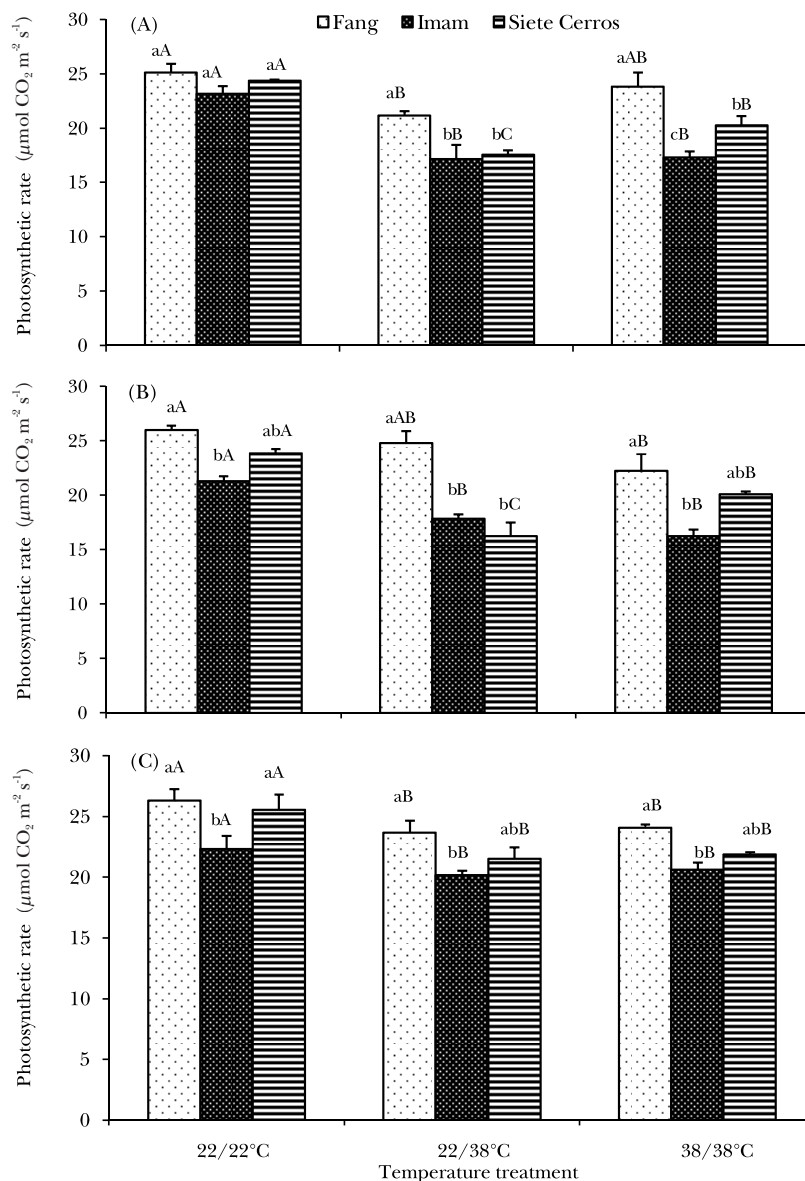 (A)
Fang Imam Siete Cerros
Photosynthetic rate (µmol CO₂ m⁻² s⁻¹)
30
25
20
15
10
5
0
aA aA aA
aB bB bC
aAB cB bB
(B)
Photosynthetic rate (µmol CO₂ m⁻² s⁻¹)
30
25
20
15
10
5
0
aA bA abA
aAB bB bC
aB bB abB
(C)
Photosynthetic rate (µmol CO₂ m⁻² s⁻¹)
30
25
20
15
10
5
0
aA bA aA
aB bB abB
aB bB abB
22/22°C 22/38°C 38/38°C
Temperature treatment